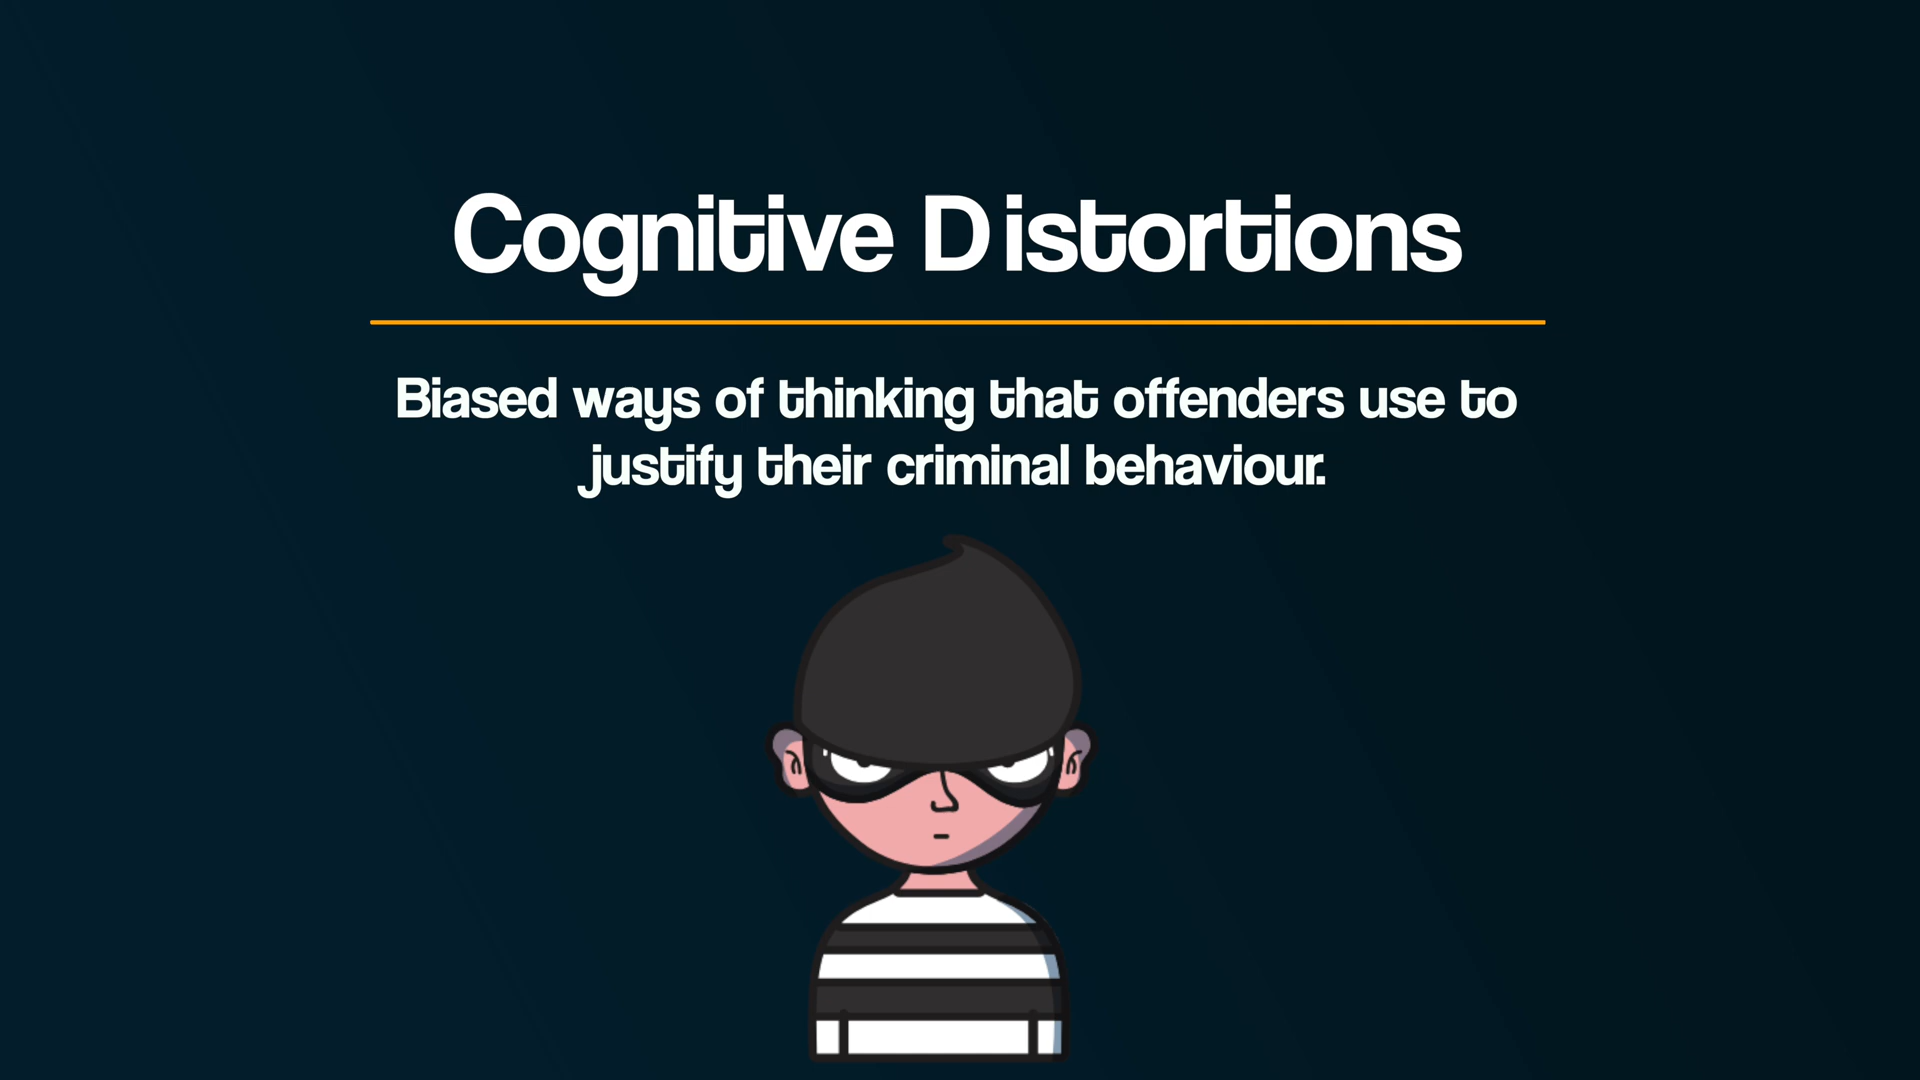 Cognitive Distortions
Biased ways of thinking that offenders use to
justify their criminal behaviour.